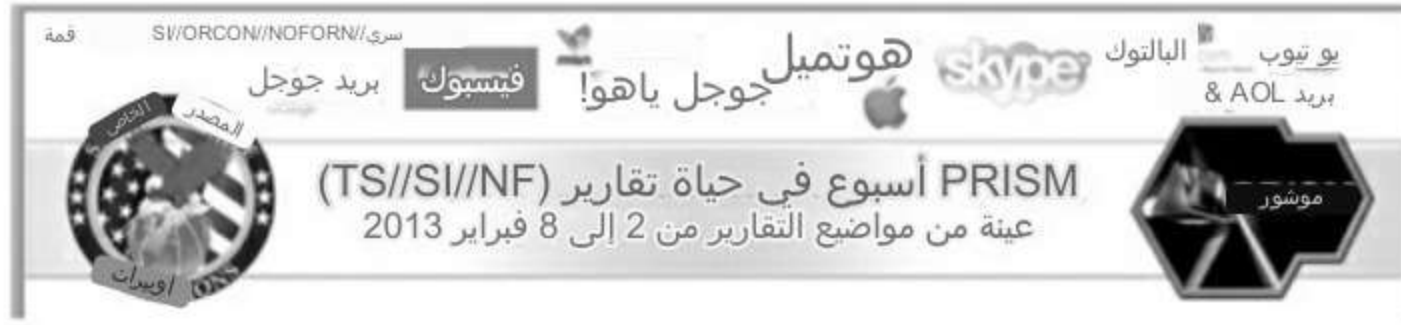 قمة
سري//SI//ORCON//NOFORN
يو تيوب
البالتوك
skype
هوتميل
جوجل ياهو!
فيسبوك
بريد جوجل
بريد AOL &
الخاص
المصدر
PRISM أسبوع في حياة تقارير (TS//SI//NF)
عينة من مواضيع التقارير من 2 إلى 8 فبراير 2013
موشور
اوبيرات